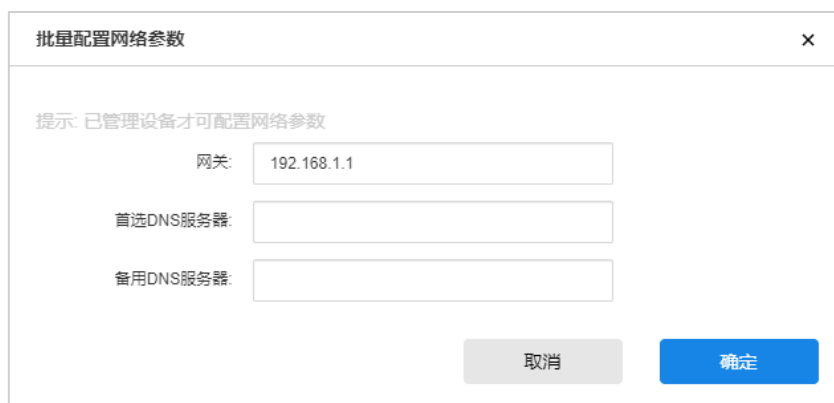 批量配置网络参数 ×
提示: 已管理设备才可配置网络参数
网关: 192.168.1.1
首选DNS服务器:
备用DNS服务器:
取消 确定